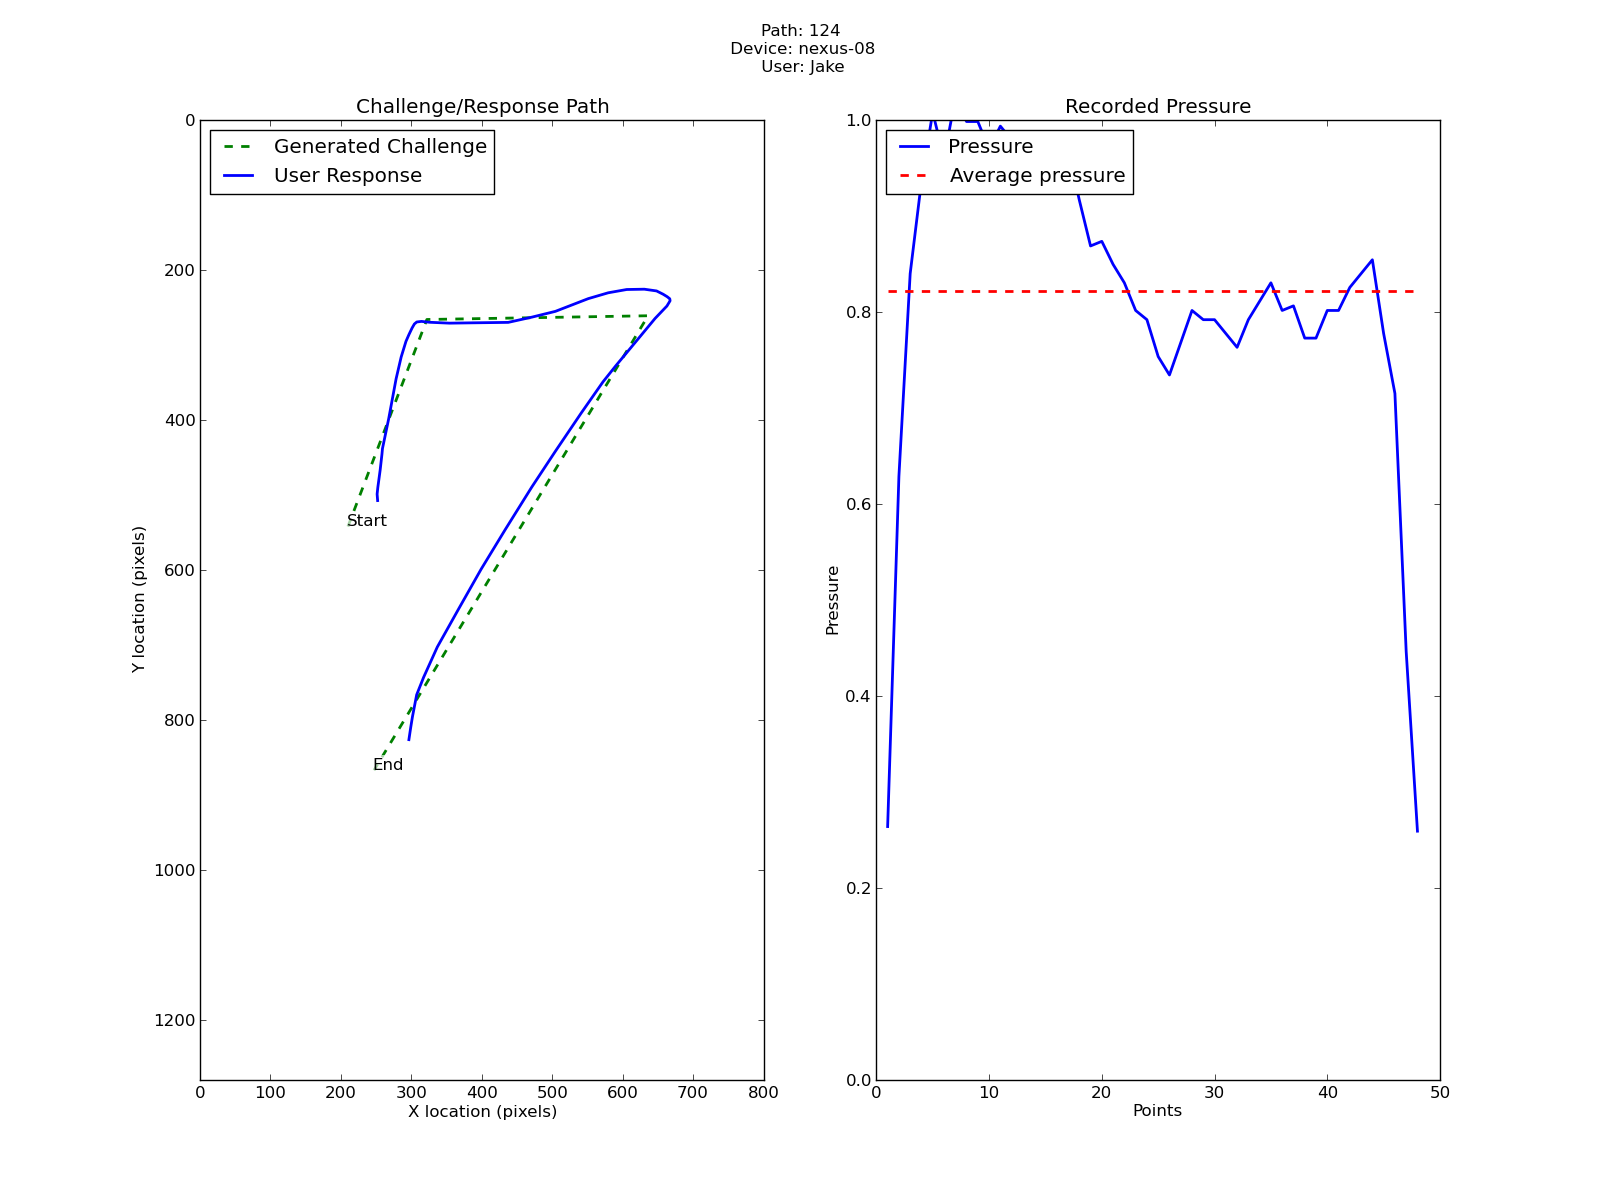 Path: 124
Device: nexus-08
User: Jake
Challenge/Response Path
Generated Challenge
User Response
0
200
400
600
800
1000
1200
Y location (pixels)
Start
End
0 100 200 300 400 500 600 700 800
X location (pixels)
Recorded Pressure
Pressure
Average pressure
1.0
0.8
0.6
0.4
0.2
0.0
Pressure
0 10 20 30 40 50
Points